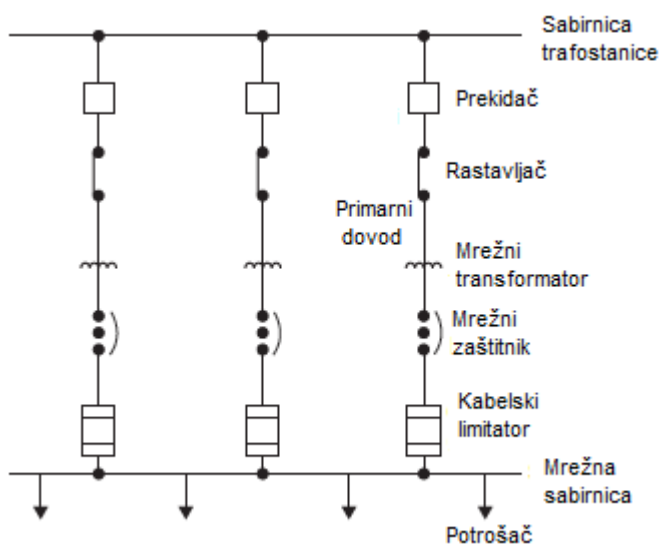 Sabirnica
trafostanice
Prekidač
Rastavljač
Primarni
dovod
Mrežni
transformator
Mrežni
zaštitnik
Kabelski
limitator
Mrežna
sabirnica
Potrošač